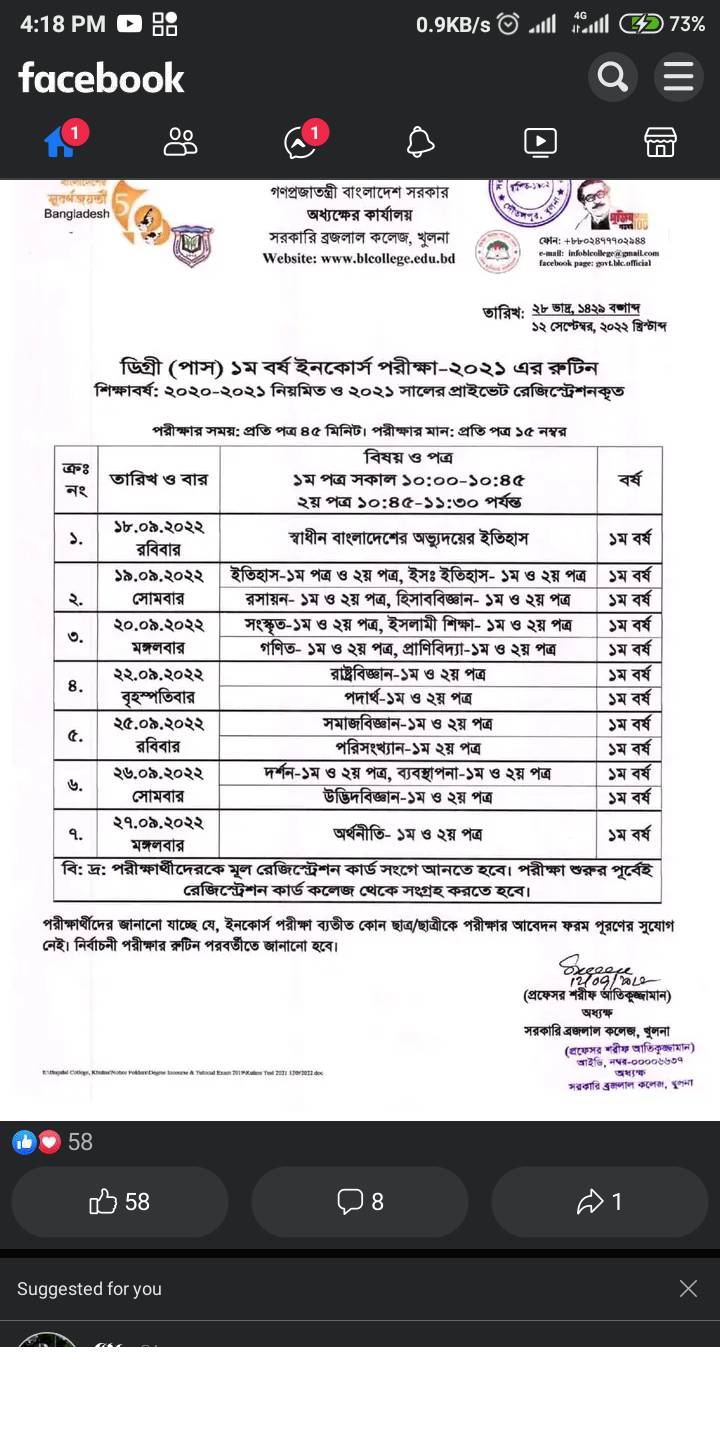 4:18 PM
0.9KB/s 4G 73%
facebook
1
1
বাংলাদেশের
সুবর্ণজয়ন্তী
Bangladesh 50
গণপ্রজাতন্ত্রী বাংলাদেশ সরকার
অধ্যক্ষের কার্যালয়
সরকারি ব্রজলাল কলেজ, খুলনা
Website: www.blcollege.edu.bd
স্থাপিত-১৯০২
দৌলতপুর, খুলনা
মুজিব
100
ফোন: +৮৮০২৪৭৭৭০২৯৪৪
e-mail: infoblcollege@gmail.com
facebook page: govt.blc.official
তারিখ: ২৮ ভাদ্র, ১৪২৯ বঙ্গাব্দ
১২ সেপ্টেম্বর, ২০২২ খ্রিস্টাব্দ
ডিগ্রী (পাস) ১ম বর্ষ ইনকোর্স পরীক্ষা-২০২১ এর রুটিন
শিক্ষাবর্ষ: ২০২০-২০২১ নিয়মিত ও ২০২১ সালের প্রাইভেট রেজিস্ট্রেশনকৃত
পরীক্ষার সময়: প্রতি পত্র ৪৫ মিনিট। পরীক্ষার মান: প্রতি পত্র ১৫ নম্বর
ক্রঃ নং তারিখ ও বার বিষয় ও পত্র বর্ষ
১ম পত্র সকাল ১০:০০-১০:৪৫
২য় পত্র ১০:৪৫-১১:৩০ পর্যন্ত
১. ১৮.০৯.২০২২ রবিবার স্বাধীন বাংলাদেশের অভ্যুদয়ের ইতিহাস ১ম বর্ষ
২. ১৯.০৯.২০২২ সোমবার ইতিহাস-১ম পত্র ও ২য় পত্র, ইসঃ ইতিহাস- ১ম ও ২য় পত্র ১ম বর্ষ
রসায়ন- ১ম ও ২য় পত্র, হিসাববিজ্ঞান- ১ম ও ২য় পত্র ১ম বর্ষ
৩. ২০.০৯.২০২২ মঙ্গলবার সংস্কৃত-১ম ও ২য় পত্র, ইসলামী শিক্ষা- ১ম ও ২য় পত্র ১ম বর্ষ
গণিত- ১ম ও ২য় পত্র, প্রাণিবিদ্যা-১ম ও ২য় পত্র ১ম বর্ষ
৪. ২২.০৯.২০২২ বৃহস্পতিবার রাষ্ট্রবিজ্ঞান-১ম ও ২য় পত্র ১ম বর্ষ
পদার্থ-১ম ও ২য় পত্র ১ম বর্ষ
৫. ২৫.০৯.২০২২ রবিবার সমাজবিজ্ঞান-১ম ও ২য় পত্র ১ম বর্ষ
পরিসংখ্যান-১ম ২য় পত্র ১ম বর্ষ
৬. ২৬.০৯.২০২২ সোমবার দর্শন-১ম ও ২য় পত্র, ব্যবস্থাপনা-১ম ও ২য় পত্র ১ম বর্ষ
উদ্ভিদবিজ্ঞান-১ম ও ২য় পত্র ১ম বর্ষ
৭. ২৭.০৯.২০২২ মঙ্গলবার অর্থনীতি- ১ম ও ২য় পত্র ১ম বর্ষ
বি: দ্র: পরীক্ষার্থীদেরকে মূল রেজিস্ট্রেশন কার্ড সংগে আনতে হবে। পরীক্ষা শুরুর পূর্বেই
রেজিস্ট্রেশন কার্ড কলেজ থেকে সংগ্রহ করতে হবে।
পরীক্ষার্থীদের জানানো যাচ্ছে যে, ইনকোর্স পরীক্ষা ব্যতীত কোন ছাত্র/ছাত্রীকে পরীক্ষার আবেদন ফরম পূরণের সুযোগ
নেই। নির্বাচনী পরীক্ষার রুটিন পরবর্তীতে জানানো হবে।
12/09/২০২২
(প্রফেসর শরীফ আতিকুজ্জামান)
অধ্যক্ষ
সরকারি ব্রজলাল কলেজ, খুলনা
(প্রফেসর শরীফ আতিকুজ্জামান)
আইডি, নম্বর-০০০০৬৬৩৭
অধ্যক্ষ
সরকারি ব্রজলাল কলেজ, খুলনা
58
58
8
1
Suggested for you